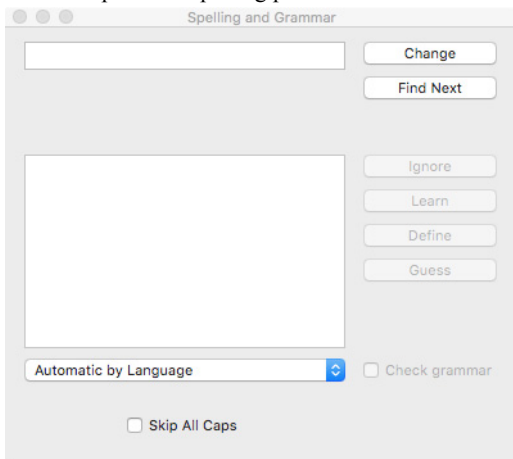 Spelling and Grammar
Change
Find Next
Ignore
Learn
Define
Guess
Automatic by Language
Check grammar
Skip All Caps